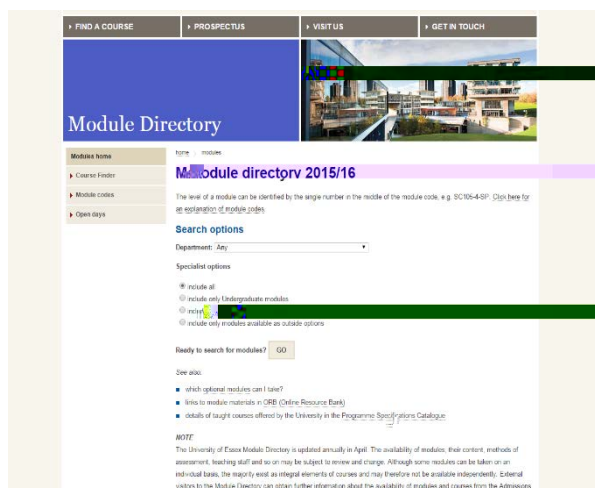 FIND A COURSE
PROSPECTUS
VISIT US
GET IN TOUCH
Module Directory
Modules home
Course Finder
Module codes
Open days
home modules
Module directory 2015/16
The level of a module can be identified by the single number in the middle of the module code, e.g. SC105-4-SP. Click here for
an explanation of module codes.
Search options
Department: Any
Specialist options
include all
include only Undergraduate modules
include only modules available as outside options
Ready to search for modules? GO
See also:
which optional modules can I take?
links to module materials in ORB (Online Resource Bank)
details of taught courses offered by the University in the Programme Specifications Catalogue
NOTE
The University of Essex Module Directory is updated annually in April. The availability of modules, their content, methods of
assessment, teaching staff and so on may be subject to review and change. Although some modules can be taken on an
individual basis, the majority exist as integral elements of courses and may therefore not be available independently. External
visitors to the Module Directory can obtain further information about the availability of modules and courses from the Admissions